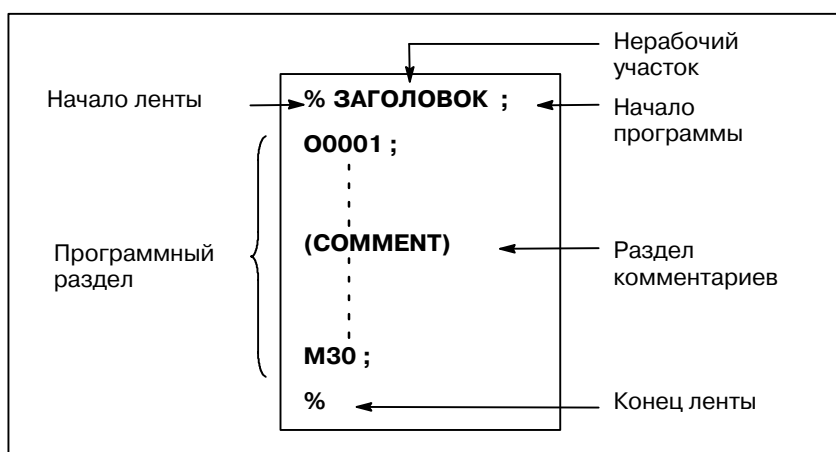 Нерабочий
участок
Начало ленты
% ЗАГОЛОВОК ;
Начало
программы
O0001 ;
(COMMENT)
Программный
раздел
Раздел
комментариев
M30 ;
%
Конец ленты